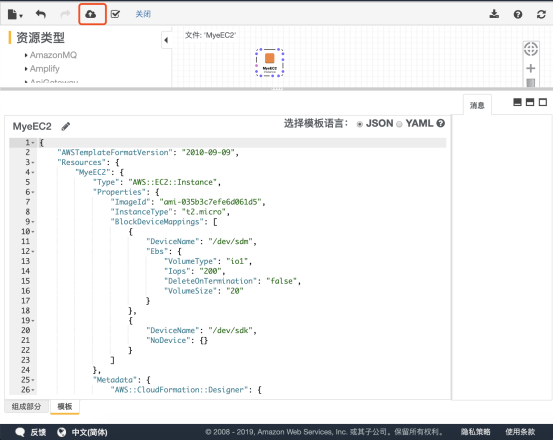 关闭
资源类型
AmazonMQ
Amplify
ApiGateway
文件: 'MyeEC2'
MyeEC2
消息
MyeEC2
选择模板语言: JSON YAML
1 {
2 "AWSTemplateFormatVersion": "2010-09-09",
3 "Resources": {
4 "MyeEC2": {
5 "Type": "AWS::EC2::Instance",
6 "Properties": {
7 "ImageId": "ami-035b3c7efe6d061d5",
8 "InstanceType": "t2.micro",
9 "BlockDeviceMappings": [
10 {
11 "DeviceName": "/dev/sdm",
12 "Ebs": {
13 "VolumeType": "io1",
14 "Iops": "200",
15 "DeleteOnTermination": "false",
16 "VolumeSize": "20"
17 }
18 },
19 {
20 "DeviceName": "/dev/sdk",
21 "NoDevice": {}
22 }
23 ]
24 },
25 "Metadata": {
26 "AWS::CloudFormation::Designer": {
组成部分 模板
反馈 中文(简体) © 2008 - 2019, Amazon Web Services, Inc. 或其子公司。保留所有权利。 隐私策略 使用条款